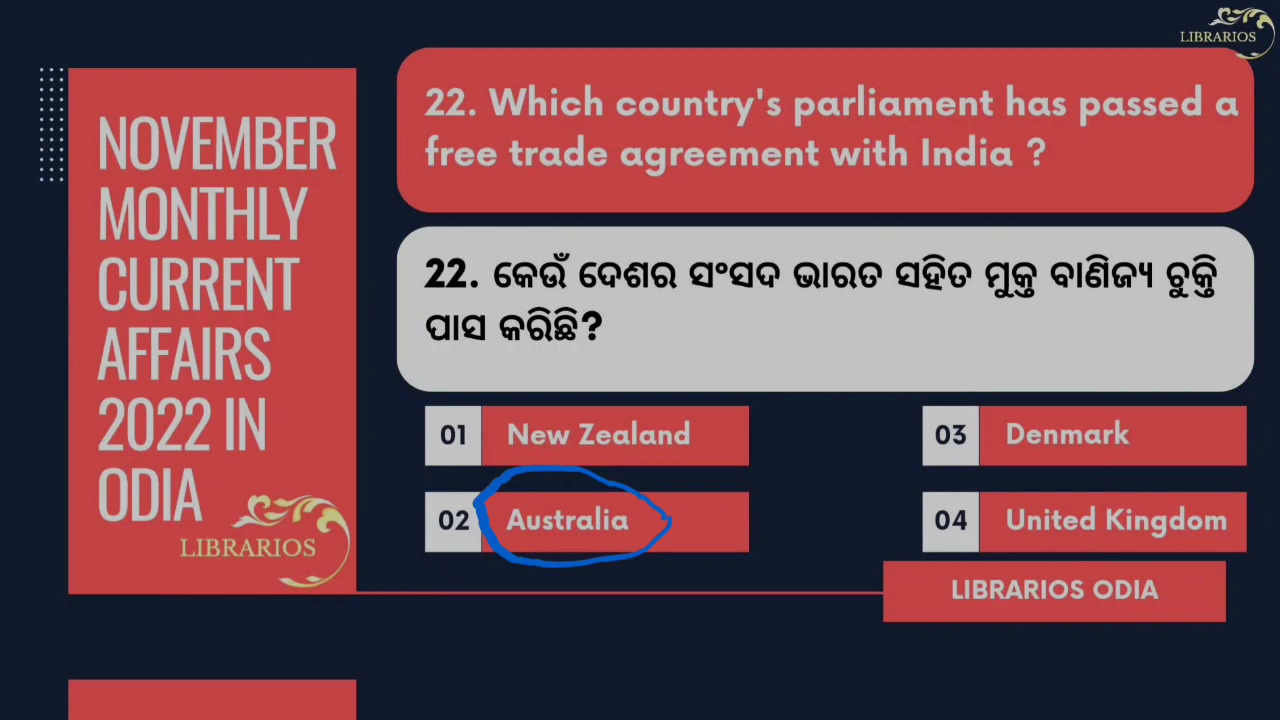 LIBRARIOS
NOVEMBER
MONTHLY
CURRENT
AFFAIRS
2022 IN
ODIA
LIBRARIOS
22. Which country's parliament has passed a
free trade agreement with India ?
22. କେଉଁ ଦେଶର ସଂସଦ ଭାରତ ସହିତ ମୁକ୍ତ ବାଣିଜ୍ୟ ଚୁକ୍ତି
ପାସ କରିଛି?
01 New Zealand
02 Australia
03 Denmark
04 United Kingdom
LIBRARIOS ODIA